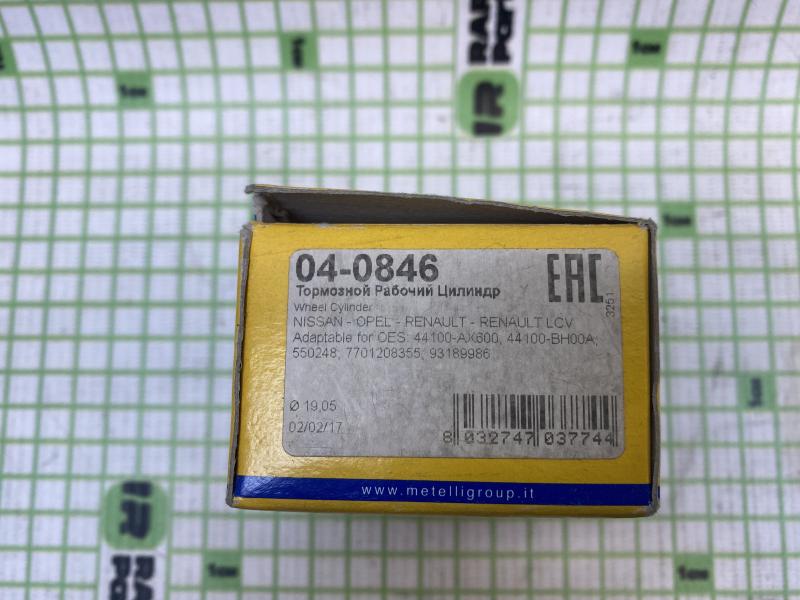 04-0846
EAC
Тормозной Рабочий Цилиндр
Wheel Cylinder
3251
NISSAN - OPEL - RENAULT - RENAULT LCV
Adaptable for OES: 44100-AX600, 44100-BH00A;
550248; 7701208355; 93189986
Ø 19,05
02/02/17
8 032747 037744
www.metelligroup.it